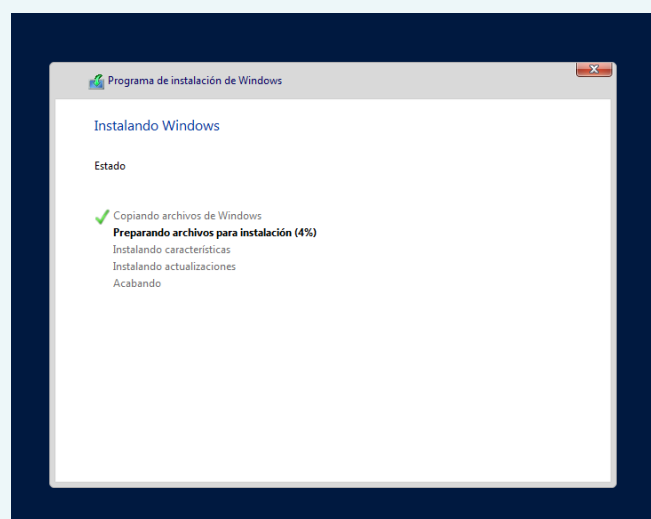 Programa de instalación de Windows
Instalando Windows
Estado
Copiando archivos de Windows
Preparando archivos para instalación (4%)
Instalando características
Instalando actualizaciones
Acabando